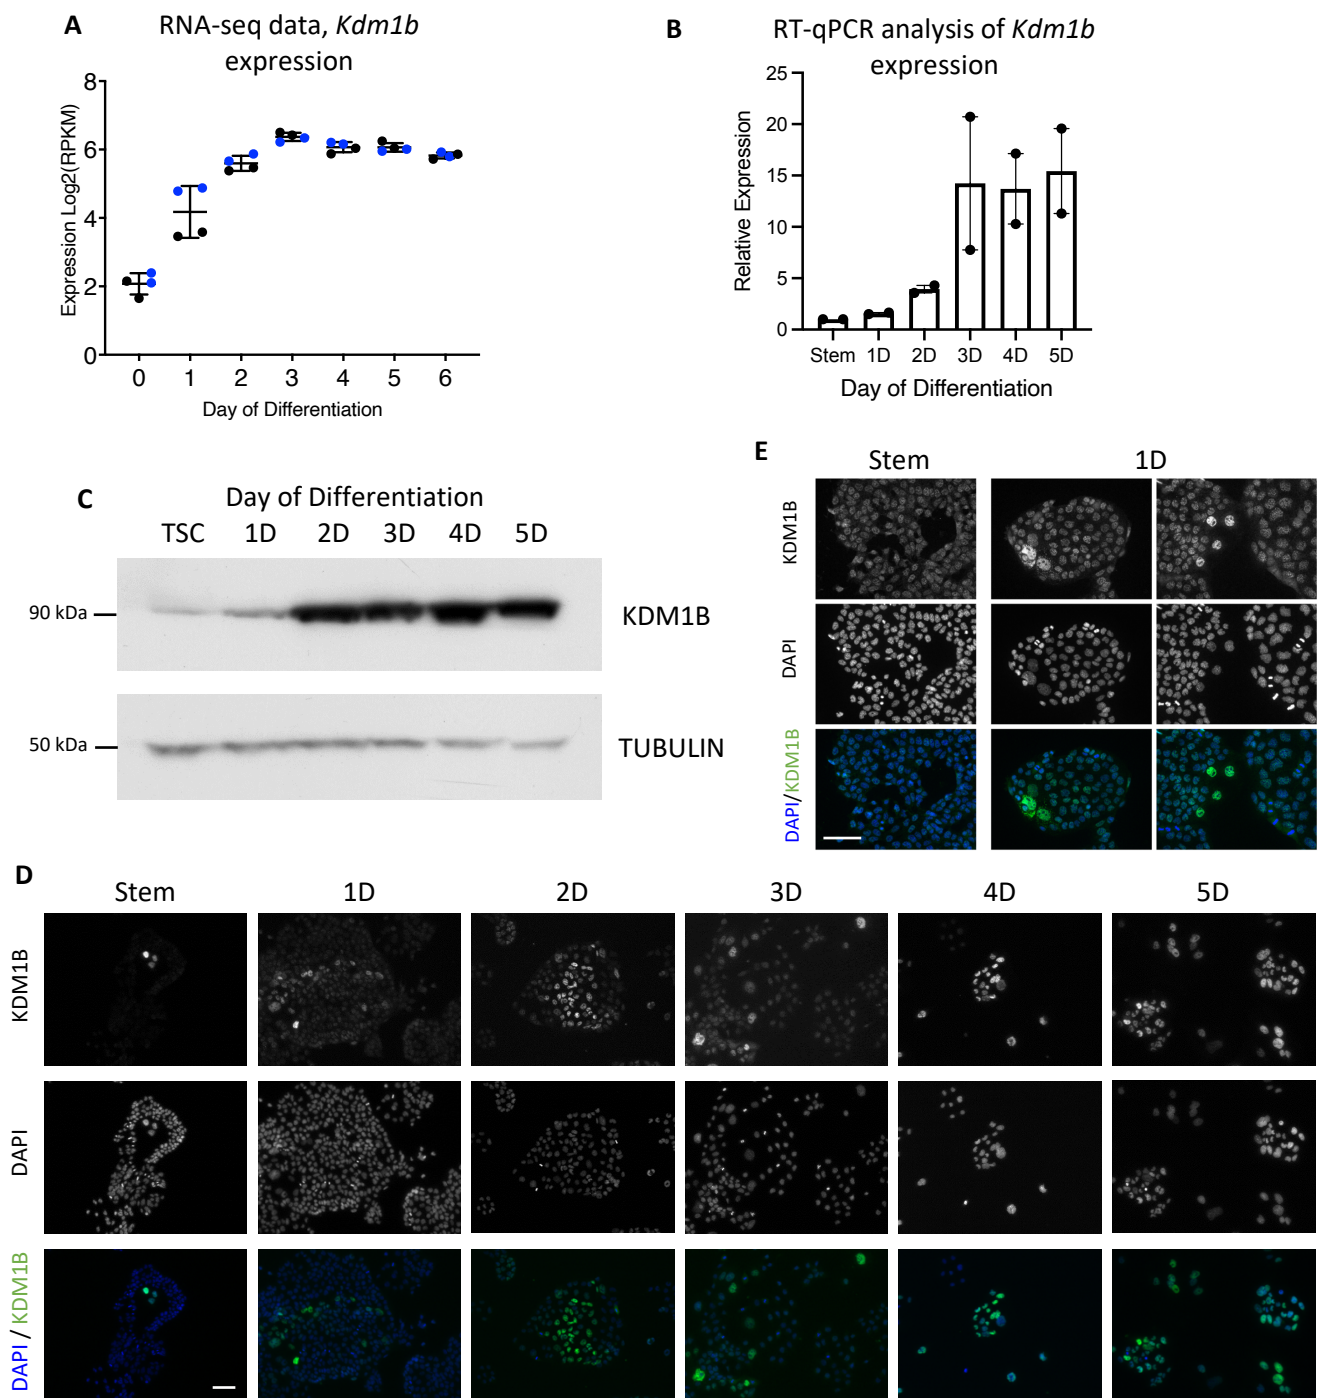 A
RNA-seq data, Kdm1b
expression
Expression Log2(RPKM)
8
6
4
2
0
0 1 2 3 4 5 6
Day of Differentiation
B
RT-qPCR analysis of Kdm1b
expression
Relative Expression
25
20
15
10
5
0
Stem 1D 2D 3D 4D 5D
Day of Differentiation
C
Day of Differentiation
TSC 1D 2D 3D 4D 5D
90 kDa
KDM1B
50 kDa
TUBULIN
E
Stem 1D
KDM1B
DAPI
DAPI/KDM1B
D
Stem 1D 2D 3D 4D 5D
KDM1B
DAPI
DAPI / KDM1B